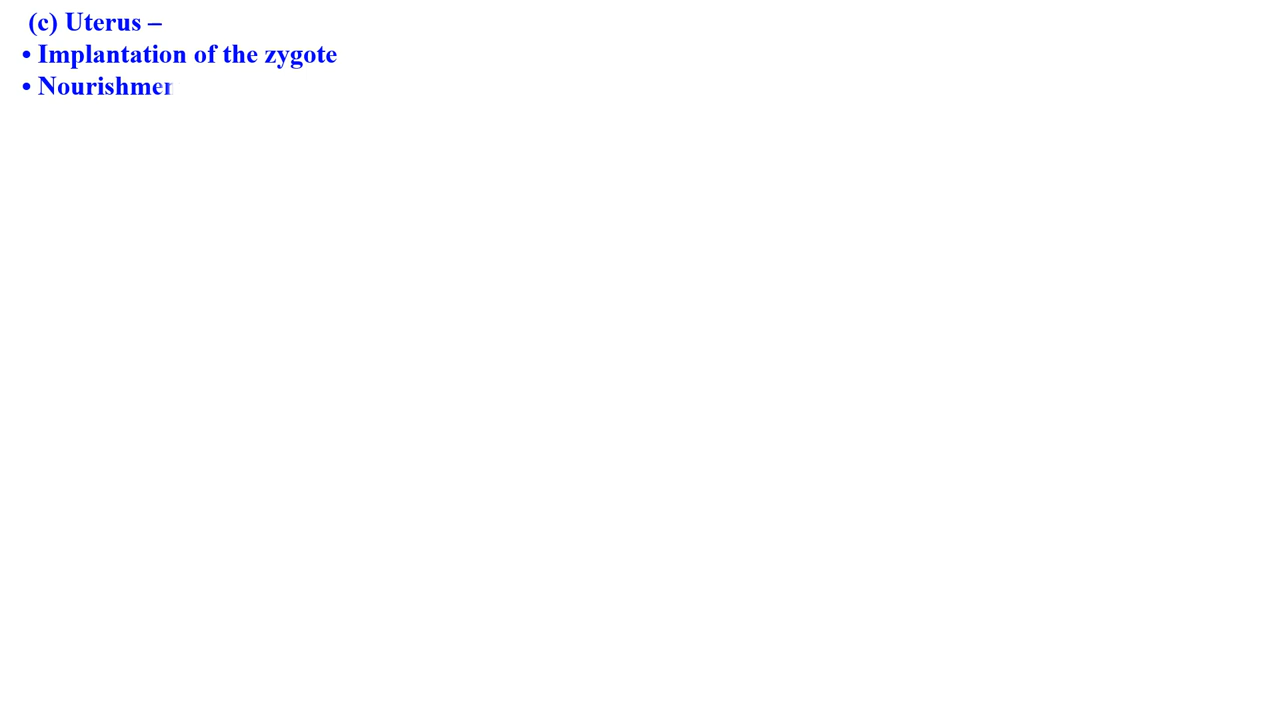 (c) Uterus –
• Implantation of the zygote
• Nourishmen